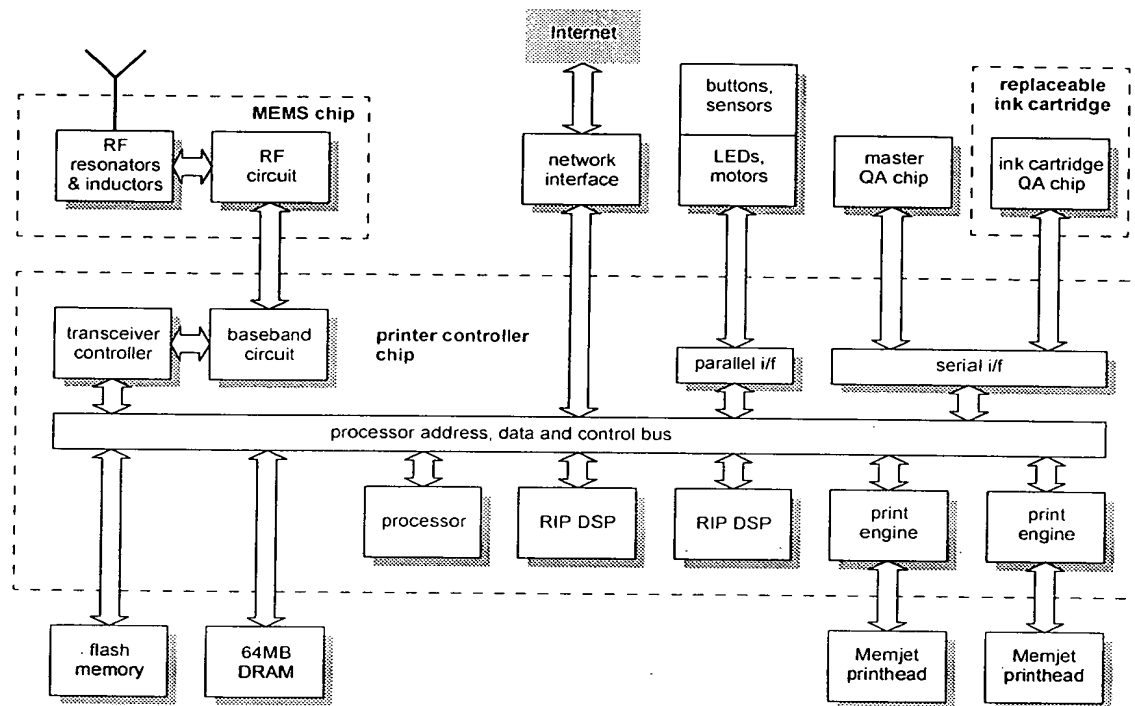 Internet
MEMS chip
RF
resonators
& inductors
RF
circuit
network
interface
buttons,
sensors
LEDs,
motors
master
QA chip
replaceable
ink cartridge
ink cartridge
QA chip
transceiver
controller
baseband
circuit
printer controller
chip
parallel i/f
serial i/f
processor address, data and control bus
processor
RIP DSP
RIP DSP
print
engine
print
engine
flash
memory
64MB
DRAM
Memjet
printhead
Memjet
printhead